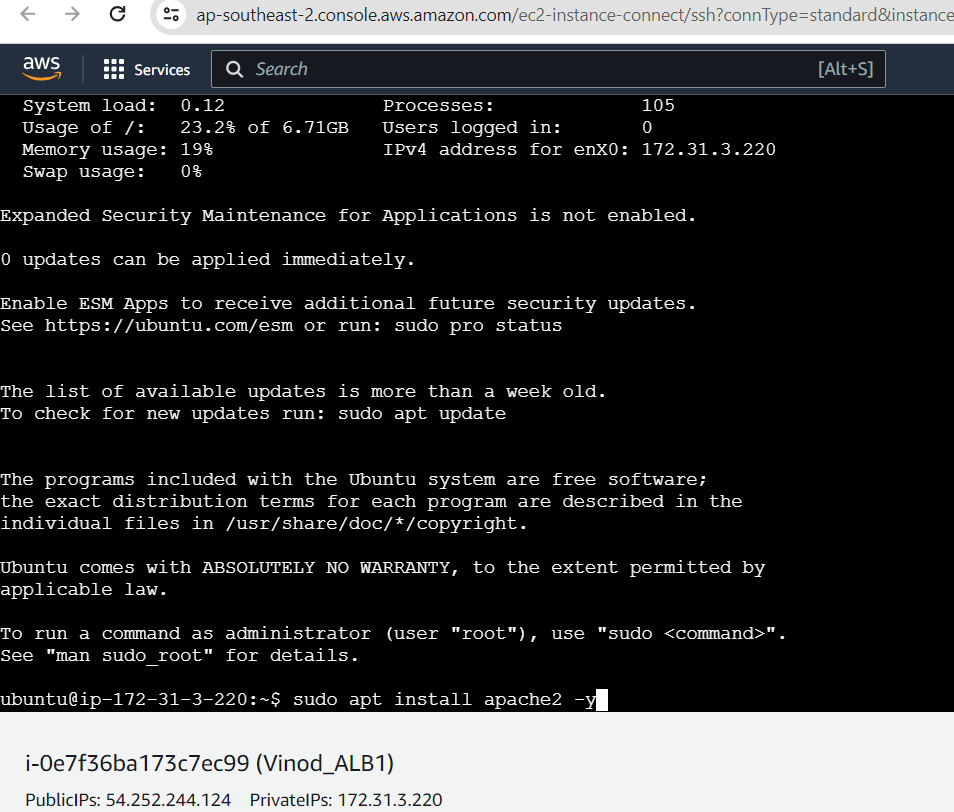 ap-southeast-2.console.aws.amazon.com/ec2-instance-connect/ssh?connType=standard&instance
aws Services Search [Alt+S]
System load: 0.12 Processes: 105
Usage of /: 23.2% of 6.71GB Users logged in: 0
Memory usage: 19% IPv4 address for enX0: 172.31.3.220
Swap usage: 0%
Expanded Security Maintenance for Applications is not enabled.
0 updates can be applied immediately.
Enable ESM Apps to receive additional future security updates.
See https://ubuntu.com/esm or run: sudo pro status
The list of available updates is more than a week old.
To check for new updates run: sudo apt update
The programs included with the Ubuntu system are free software;
the exact distribution terms for each program are described in the
individual files in /usr/share/doc/*/copyright.
Ubuntu comes with ABSOLUTELY NO WARRANTY, to the extent permitted by
applicable law.
To run a command as administrator (user "root"), use "sudo <command>".
See "man sudo_root" for details.
ubuntu@ip-172-31-3-220:~$ sudo apt install apache2 -y
i-0e7f36ba173c7ec99 (Vinod_ALB1)
PublicIPs: 54.252.244.124 PrivateIPs: 172.31.3.220